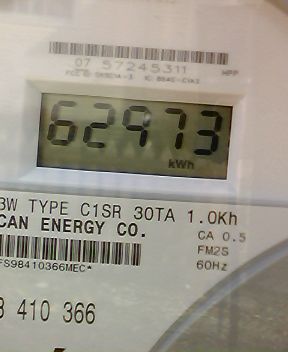 07 57245311 HPP
62973
kWh
3W TYPE C1SR 30TA 1.0Kh
CAN ENERGY CO.
CA 0.5
FM2S
FS98410366MEC*
60Hz
410 366